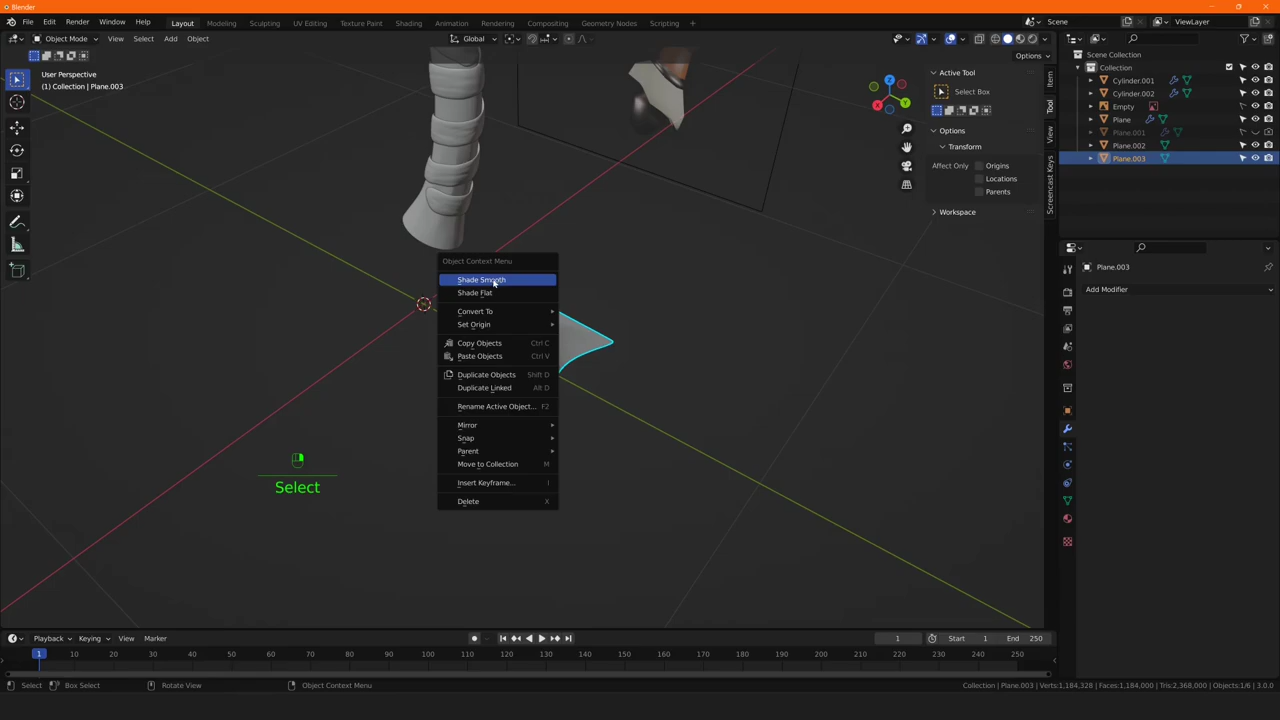 Blender
File Edit Render Window Help Layout Modeling Sculpting UV Editing Texture Paint Shading Animation Rendering Compositing Geometry Nodes Scripting + Scene ViewLayer
Object Mode View Select Add Object Global
Options
User Perspective
(1) Collection | Plane.003
Select
Object Context Menu
Shade Smooth
Shade Flat
Convert To
Set Origin
Copy Objects Ctrl C
Paste Objects Ctrl V
Duplicate Objects Shift D
Duplicate Linked Alt D
Rename Active Object... F2
Mirror
Snap
Parent
Move to Collection M
Insert Keyframe... I
Delete X
Z
Y
X
Active Tool
Select Box
Options
Transform
Affect Only Origins
Locations
Parents
Workspace
Item
Tool
View
Screencast Keys
Scene Collection
Collection
Cylinder.001
Cylinder.002
Empty
Plane
Plane.001
Plane.002
Plane.003
Plane.003
Add Modifier
Playback Keying View Marker 1 Start 1 End 250
1 10 20 30 40 50 60 70 80 90 100 110 120 130 140 150 160 170 180 190 200 210 220 230 240 250
Select Box Select Rotate View Object Context Menu Collection | Plane.003 | Verts:1,184,328 | Faces:1,184,000 | Tris:2,368,000 | Objects:1/6 | 3.0.0